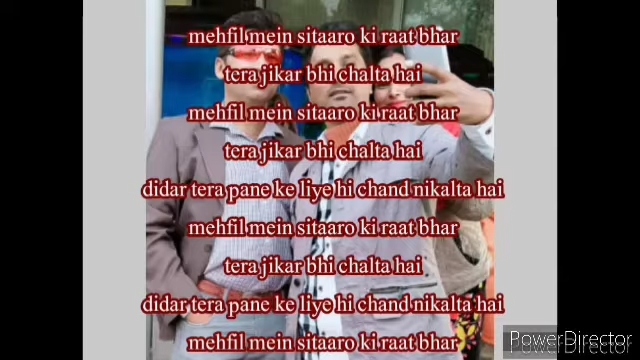 mehfil mein sitaaro ki raat bhar
tera jikar bhi chalta hai
mehfil mein sitaaro ki raat bhar
tera jikar bhi chalta hai
didar tera pane ke liye hi chand nikalta hai
mehfil mein sitaaro ki raat bhar
tera jikar bhi chalta hai
didar tera pane ke liye hi chand nikalta hai
mehfil mein sitaaro ki raat bhar
PowerDirector